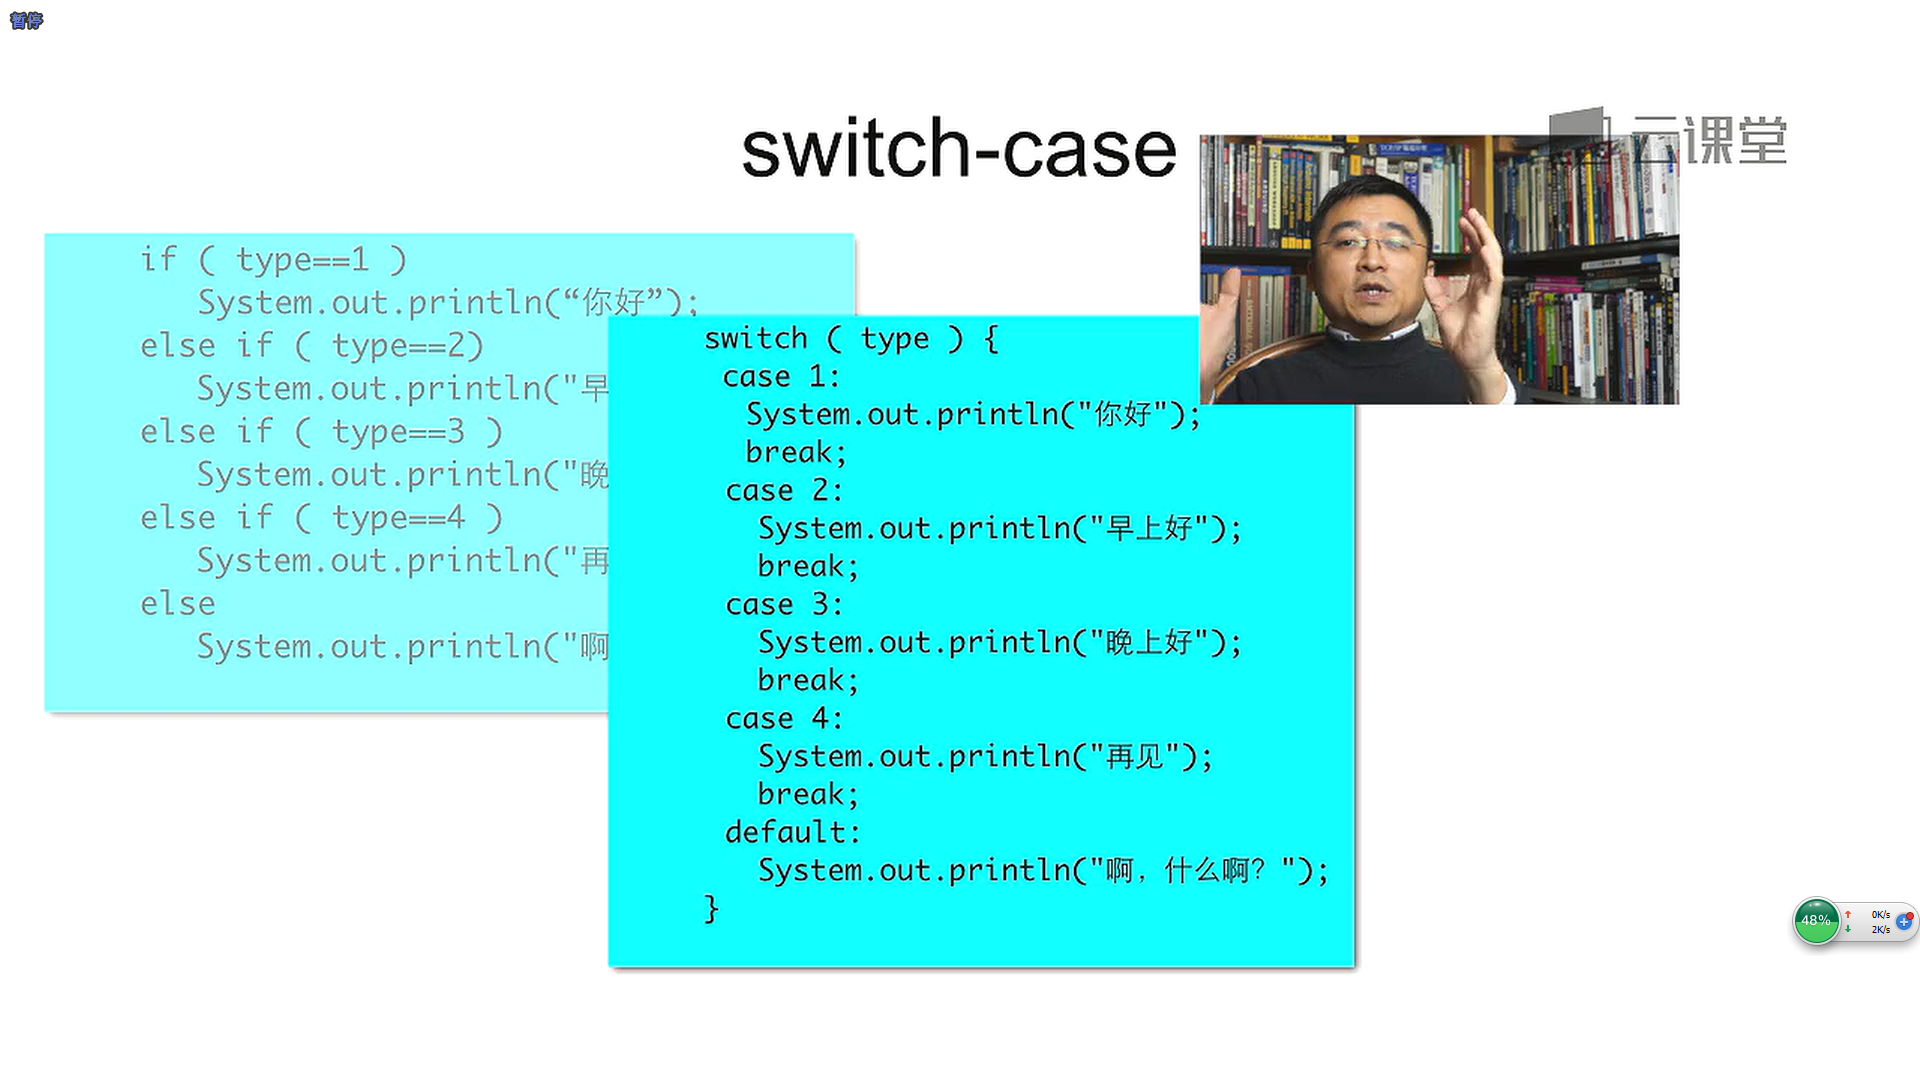 暂停
switch-case
云课堂
if ( type==1 )
System.out.println(“你好”);
else if ( type==2)
System.out.println("早
else if ( type==3 )
System.out.println("晚
else if ( type==4 )
System.out.println("再
else
System.out.println("啊
switch ( type ) {
case 1:
System.out.println("你好");
break;
case 2:
System.out.println("早上好");
break;
case 3:
System.out.println("晚上好");
break;
case 4:
System.out.println("再见");
break;
default:
System.out.println("啊，什么啊？");
}
48%
0K/s
2K/s